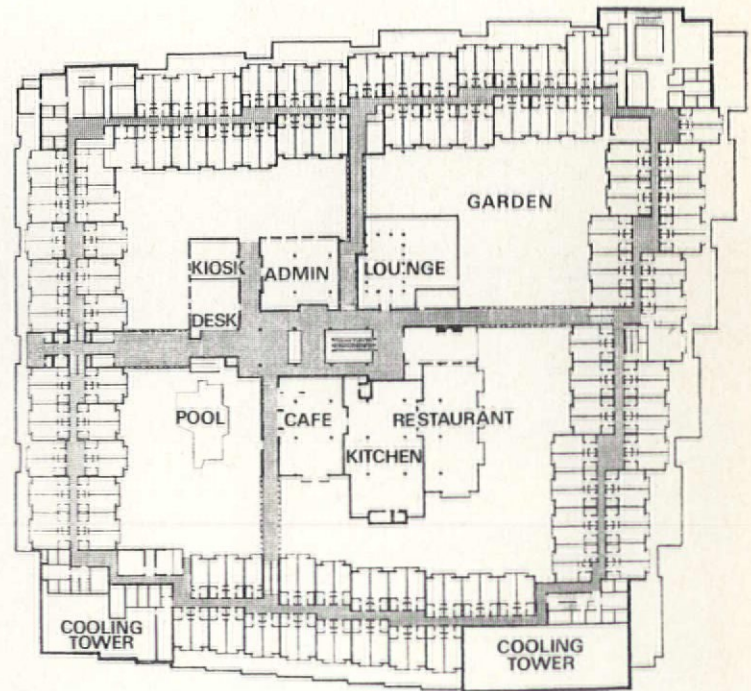 GARDEN
KIOSK
ADMIN
LOUNGE
DESK
POOL
CAFE
RESTAURANT
KITCHEN
COOLING
TOWER
COOLING
TOWER